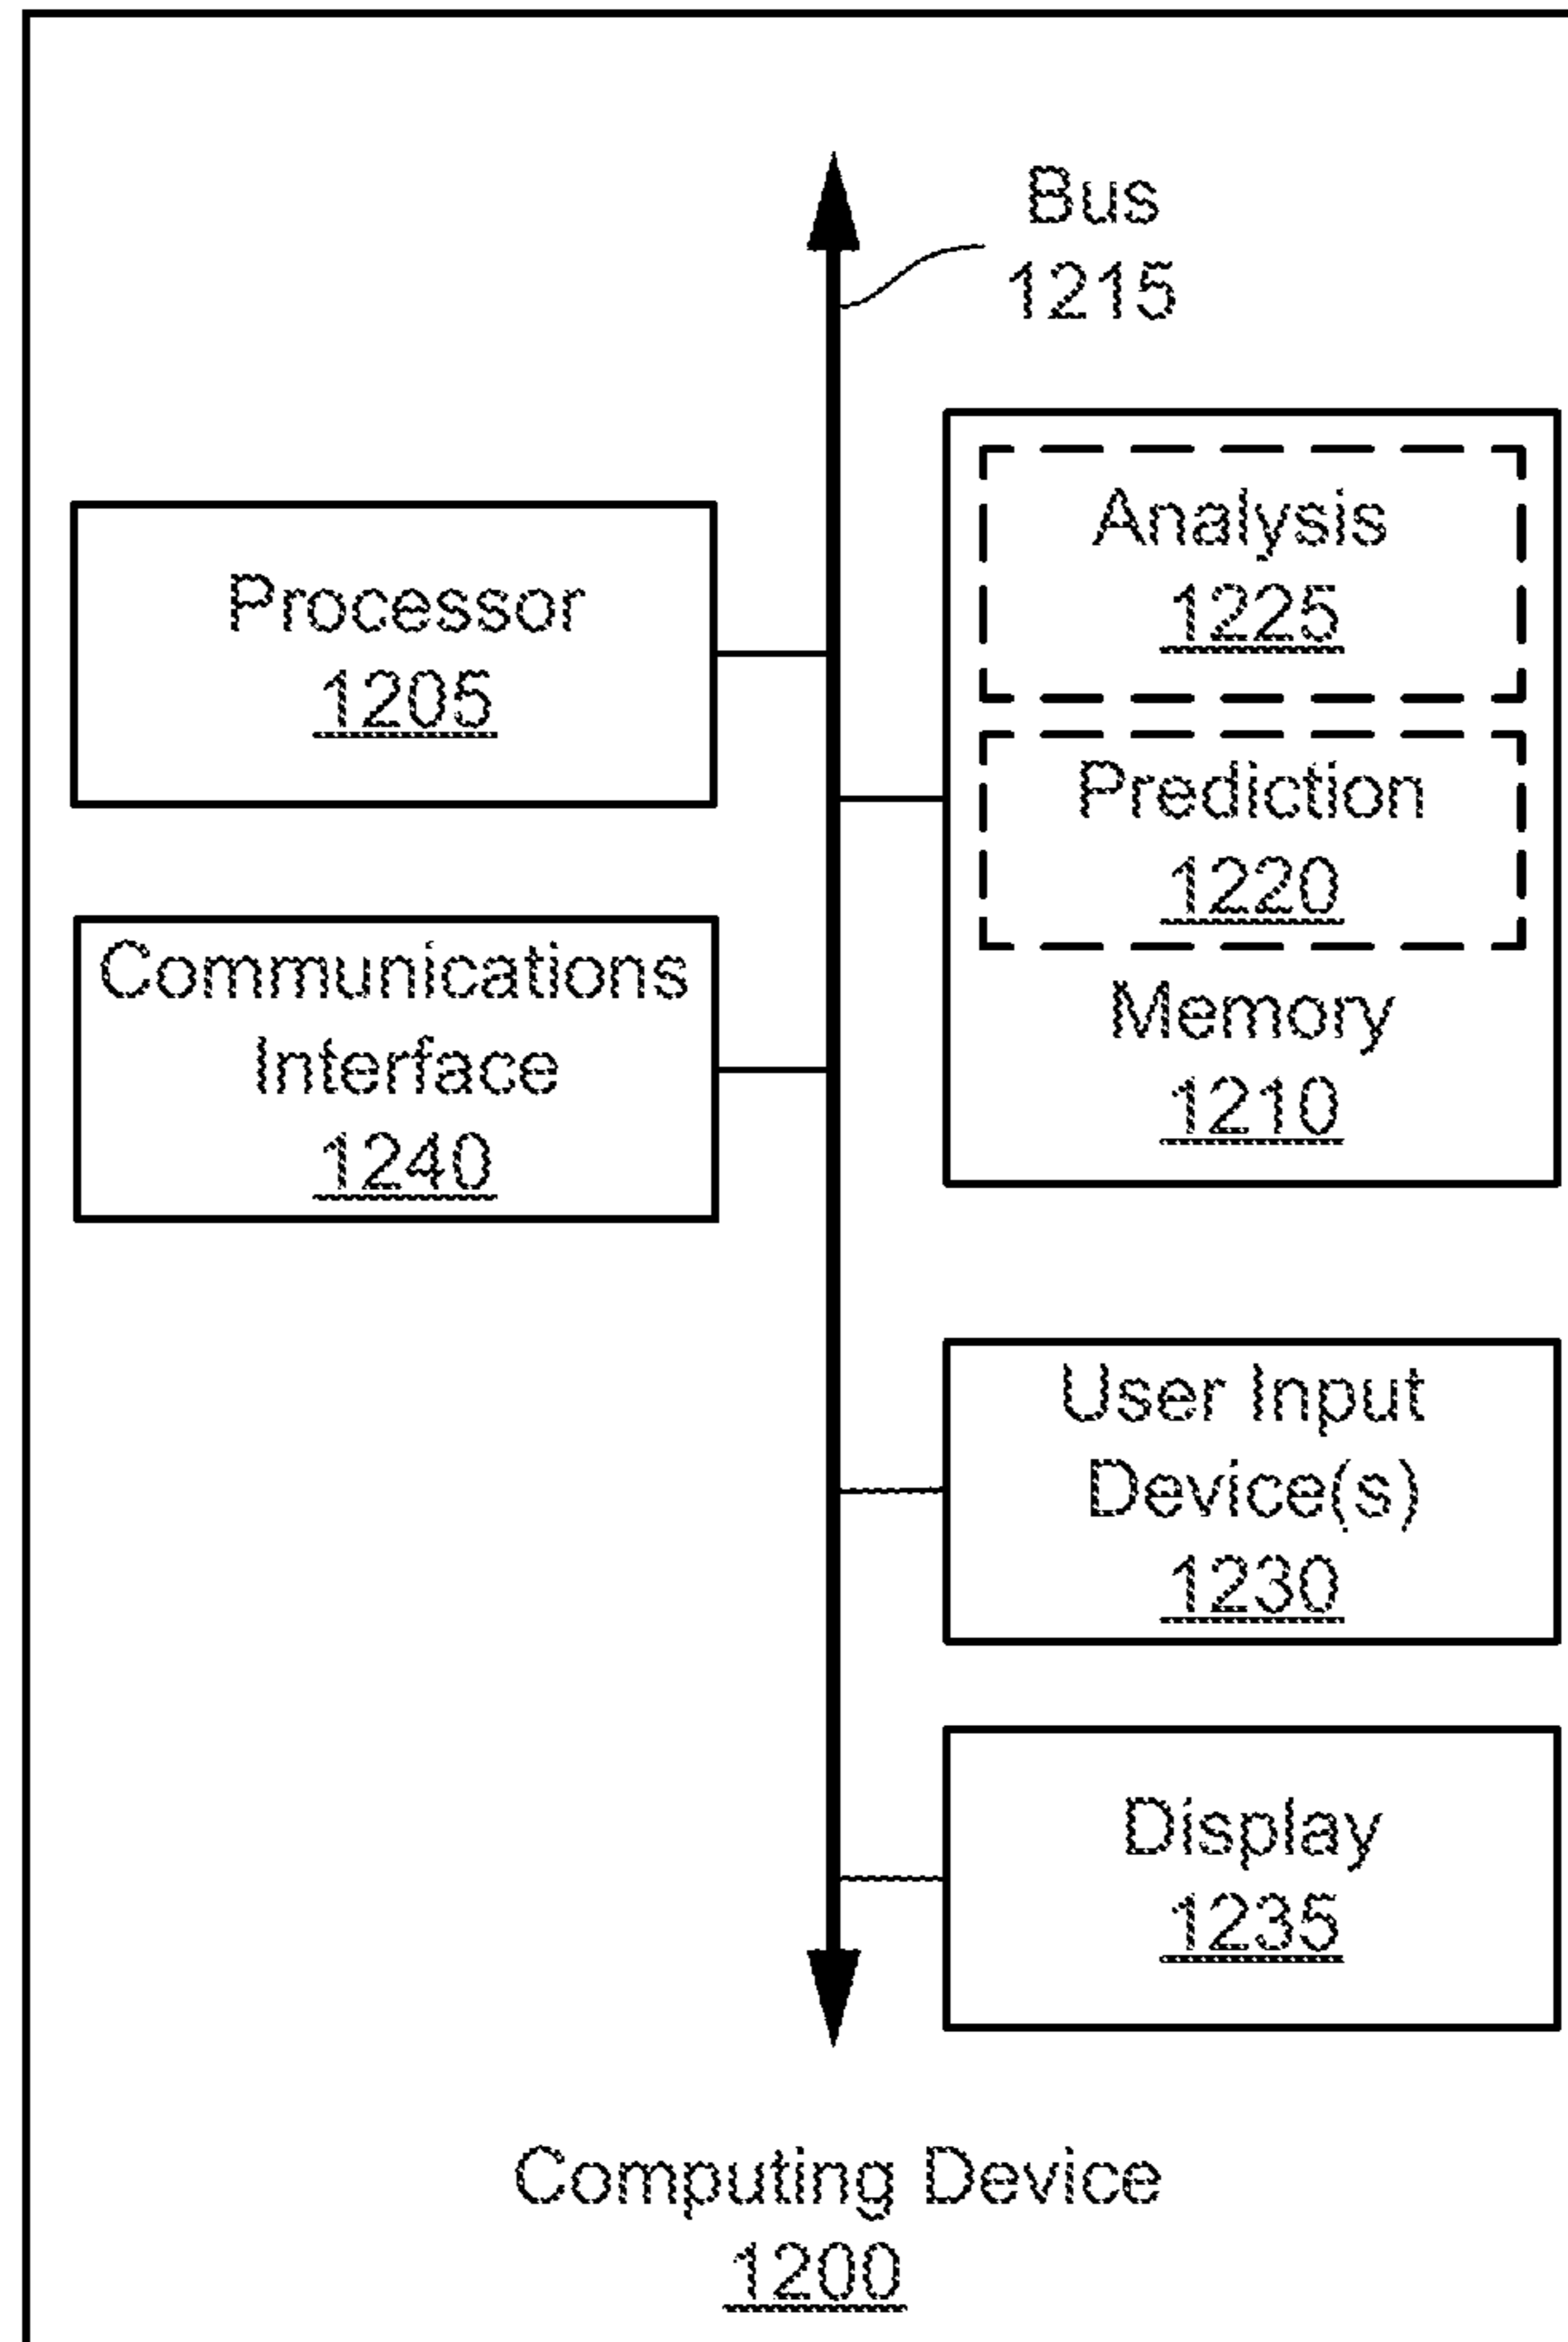 Bus
1215
Processor
1205
Analysis
1225
Prediction
1220
Memory
1210
Communications
Interface
1240
User Input
Device(s)
1230
Display
1235
Computing Device
1200